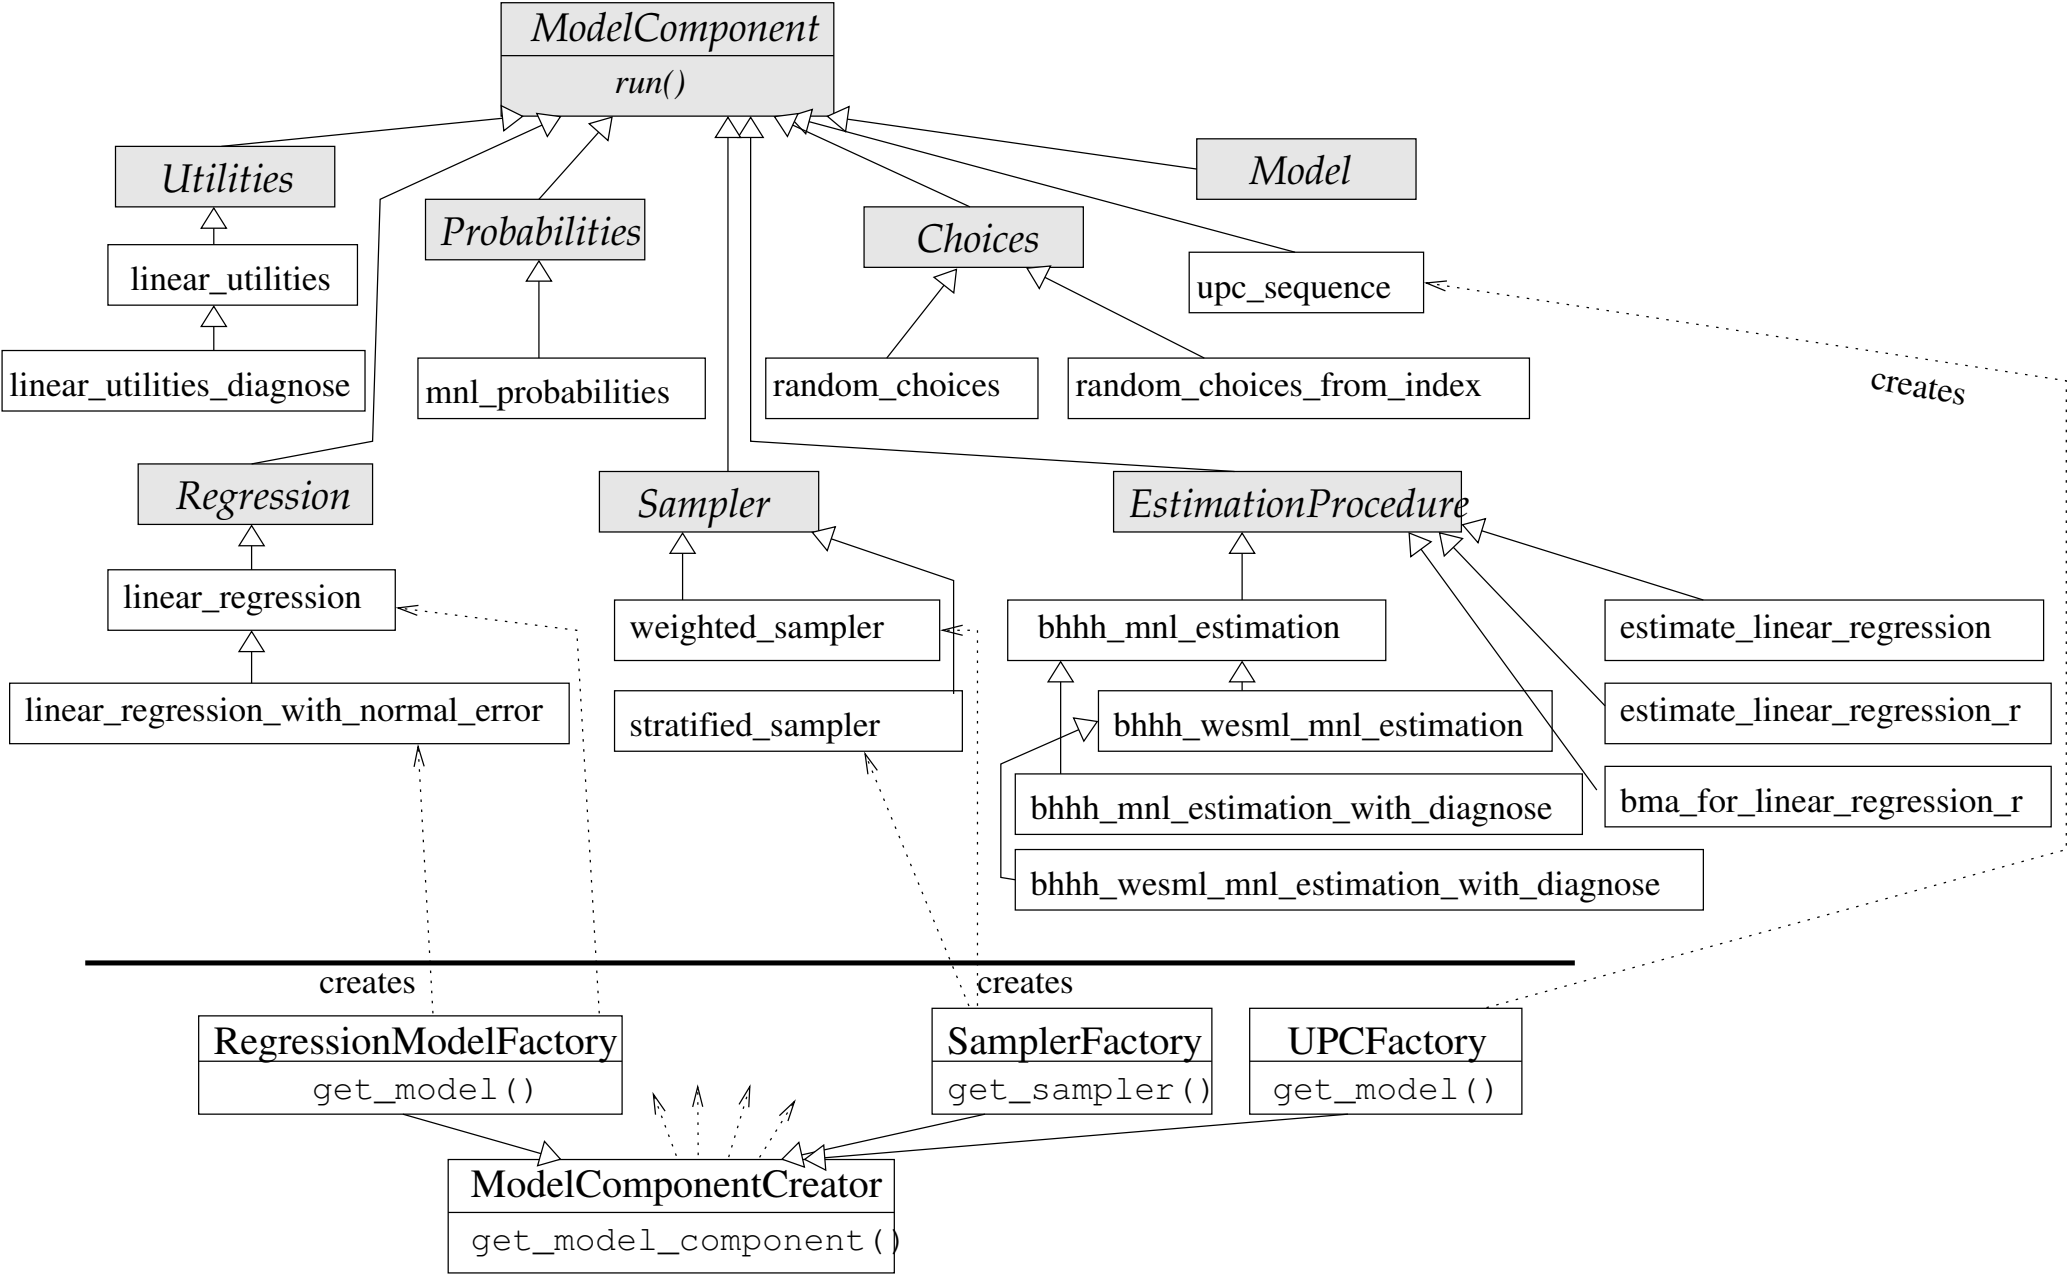 ModelComponent
run()
Utilities
Model
Probabilities
Choices
linear_utilities
upc_sequence
linear_utilities_diagnose
mnl_probabilities
random_choices
random_choices_from_index
creates
Regression
Sampler
EstimationProcedure
linear_regression
weighted_sampler
bhhh_mnl_estimation
estimate_linear_regression
linear_regression_with_normal_error
stratified_sampler
bhhh_wesml_mnl_estimation
estimate_linear_regression_r
bhhh_mnl_estimation_with_diagnose
bma_for_linear_regression_r
bhhh_wesml_mnl_estimation_with_diagnose
creates
creates
RegressionModelFactory
get_model()
SamplerFactory
get_sampler()
UPCFactory
get_model()
ModelComponentCreator
get_model_component()